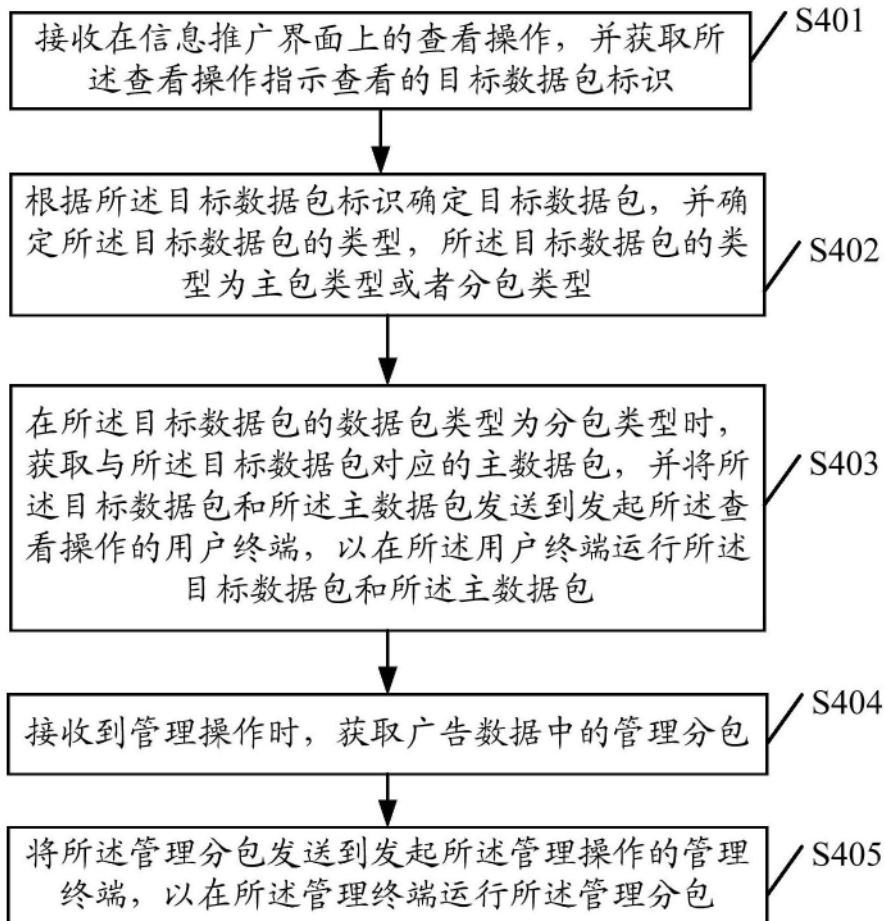 接收在信息推广界面上的查看操作，并获取所
述查看操作指示查看的目标数据包标识
S401
根据所述目标数据包标识确定目标数据包，并确
定所述目标数据包的类型，所述目标数据包的类
型为主包类型或者分包类型
S402
在所述目标数据包的数据包类型为分包类型时，
获取与所述目标数据包对应的主数据包，并将所
述目标数据包和所述主数据包发送到发起所述查
看操作的用户终端，以在所述用户终端运行所述
目标数据包和所述主数据包
S403
接收到管理操作时，获取广告数据中的管理分包
S404
将所述管理分包发送到发起所述管理操作的管理
终端，以在所述管理终端运行所述管理分包
S405